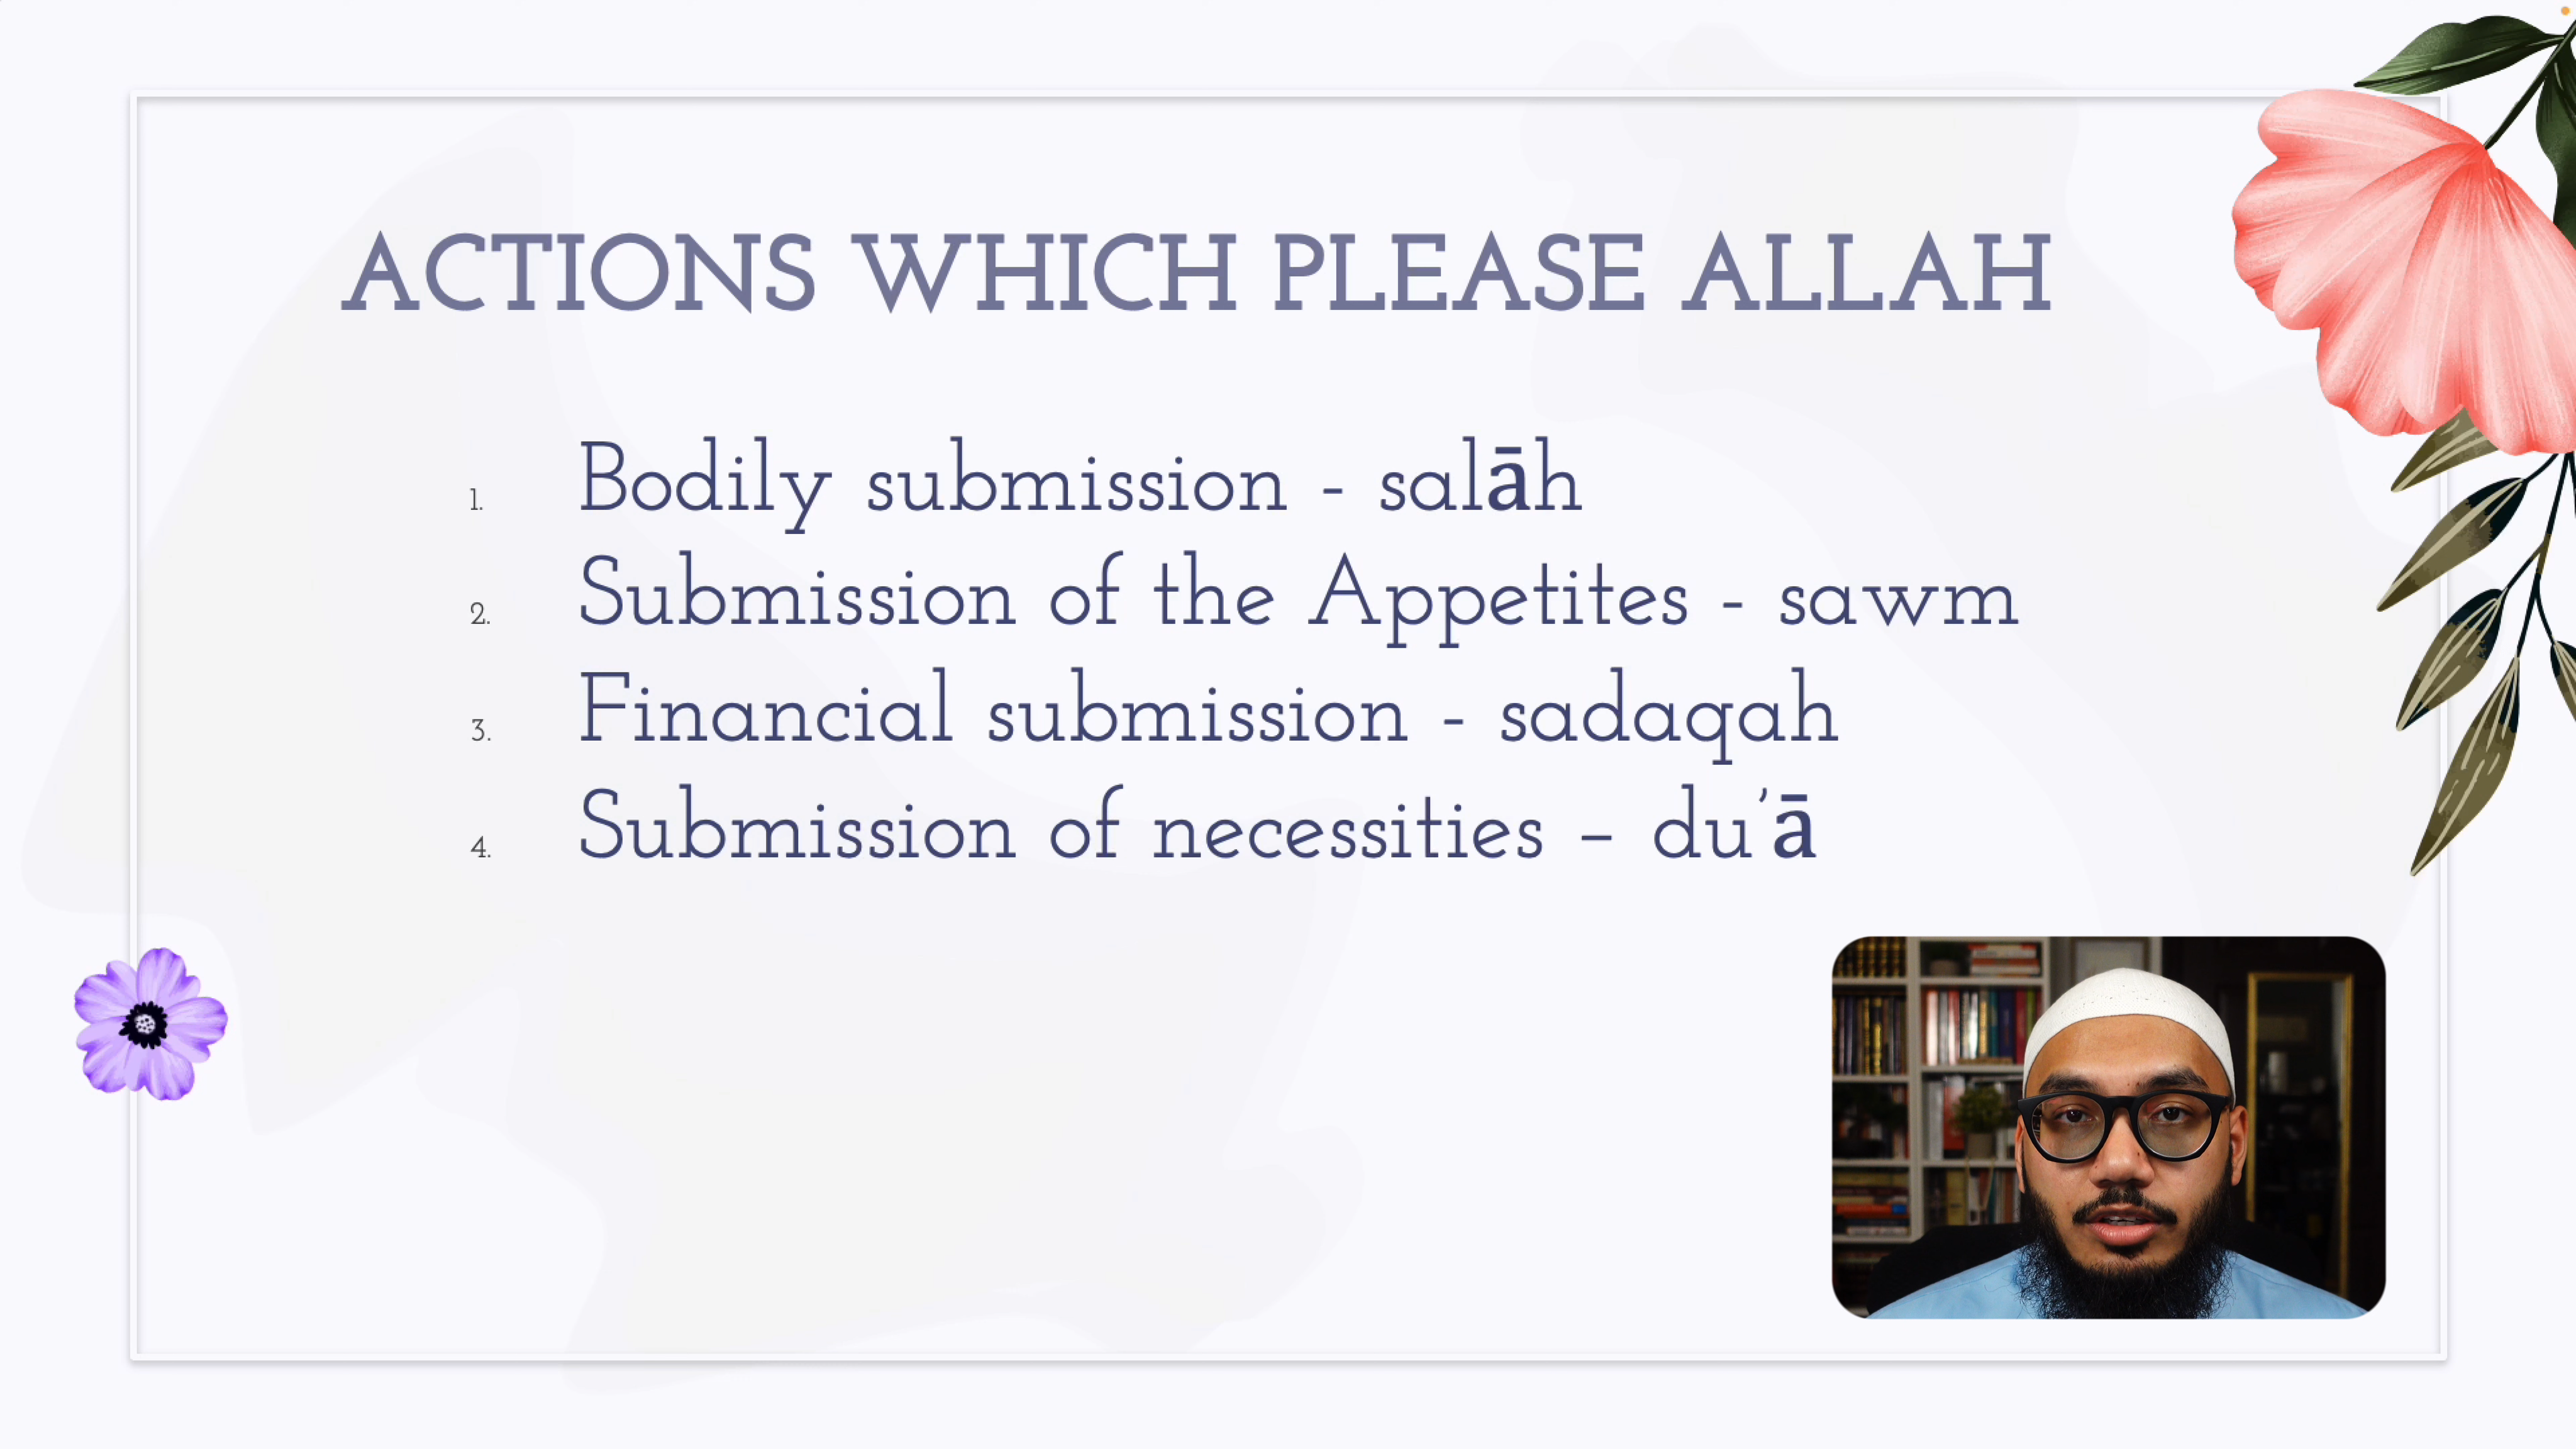 ACTIONS WHICH PLEASE ALLAH
1. Bodily submission - salāh
2. Submission of the Appetites - sawm
3. Financial submission - sadaqah
4. Submission of necessities – du’ā